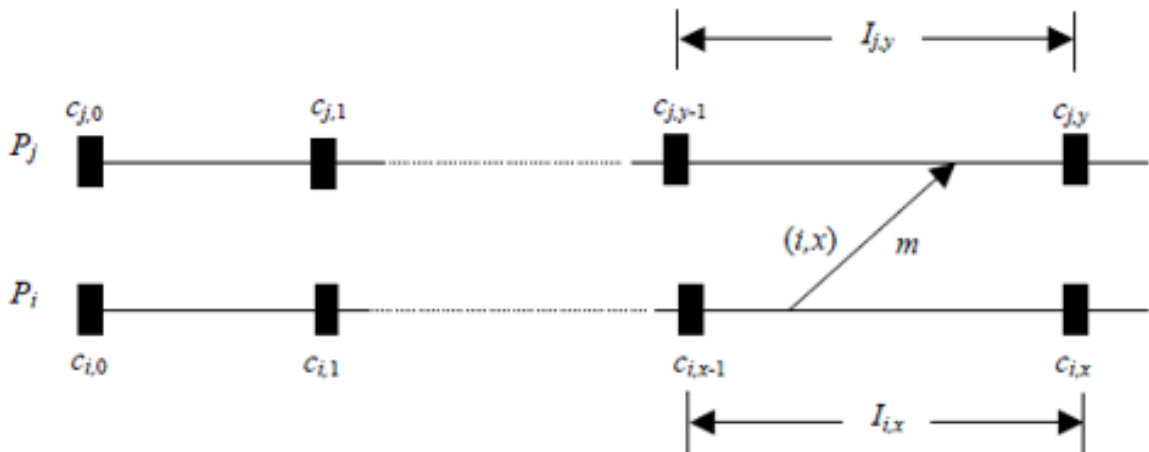 I_{j,y}
c_{j,0} c_{j,1} c_{j,y-1} c_{j,y}
P_j
(i,x) m
P_i
c_{i,0} c_{i,1} c_{i,x-1} c_{i,x}
I_{i,x}